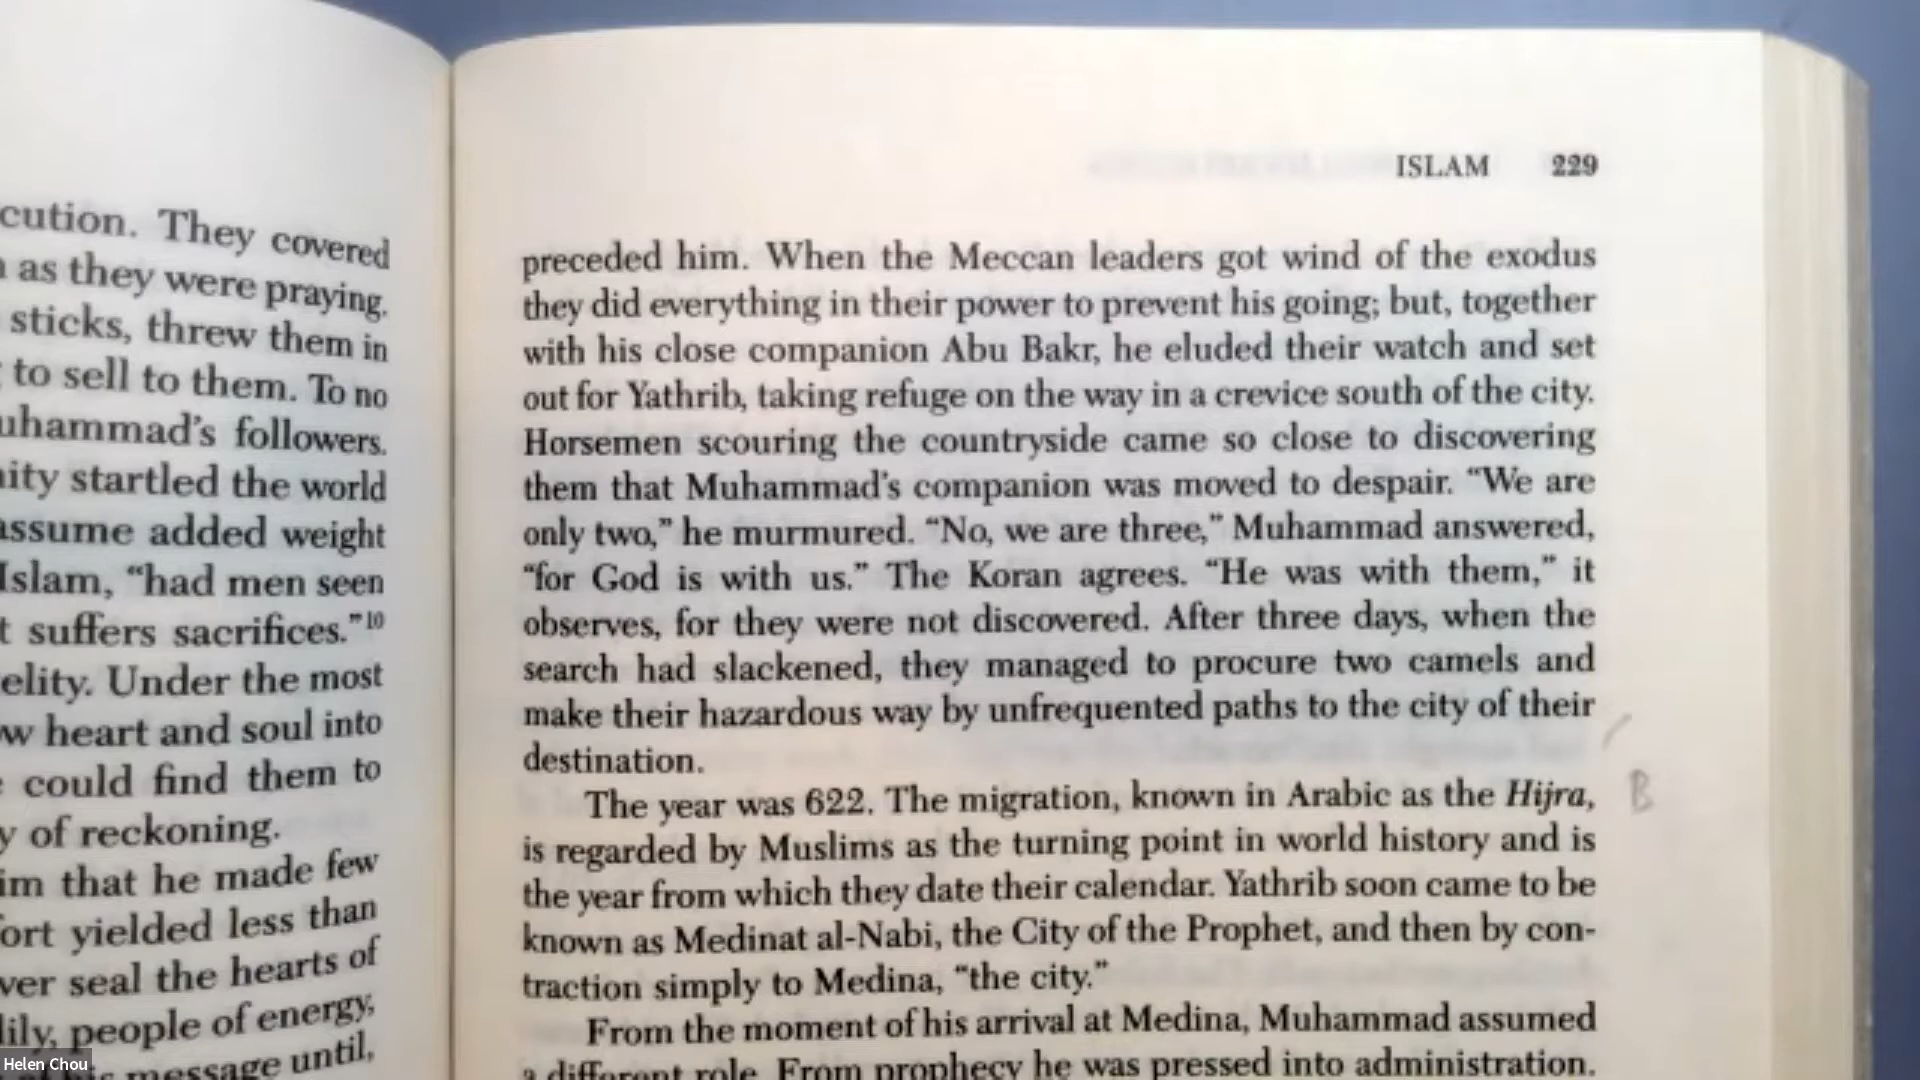 cution. They covered
as they were praying.
sticks, threw them in
to sell to them. To no
uhammad's followers.
ity startled the world
assume added weight
Islam, “had men seen
t suffers sacrifices.”10
elity. Under the most
w heart and soul into
could find them to
y of reckoning.
im that he made few
ort yielded less than
ver seal the hearts of
lily, people of energy,
message until,
ISLAM 229
preceded him. When the Meccan leaders got wind of the exodus
they did everything in their power to prevent his going; but, together
with his close companion Abu Bakr, he eluded their watch and set
out for Yathrib, taking refuge on the way in a crevice south of the city.
Horsemen scouring the countryside came so close to discovering
them that Muhammad's companion was moved to despair. “We are
only two,” he murmured. “No, we are three,” Muhammad answered,
“for God is with us.” The Koran agrees. “He was with them,” it
observes, for they were not discovered. After three days, when the
search had slackened, they managed to procure two camels and
make their hazardous way by unfrequented paths to the city of their
destination.
The year was 622. The migration, known in Arabic as the Hijra,
B
is regarded by Muslims as the turning point in world history and is
the year from which they date their calendar. Yathrib soon came to be
known as Medinat al-Nabi, the City of the Prophet, and then by con-
traction simply to Medina, “the city.”
From the moment of his arrival at Medina, Muhammad assumed
a different role. From prophecy he was pressed into administration.
Helen Chou